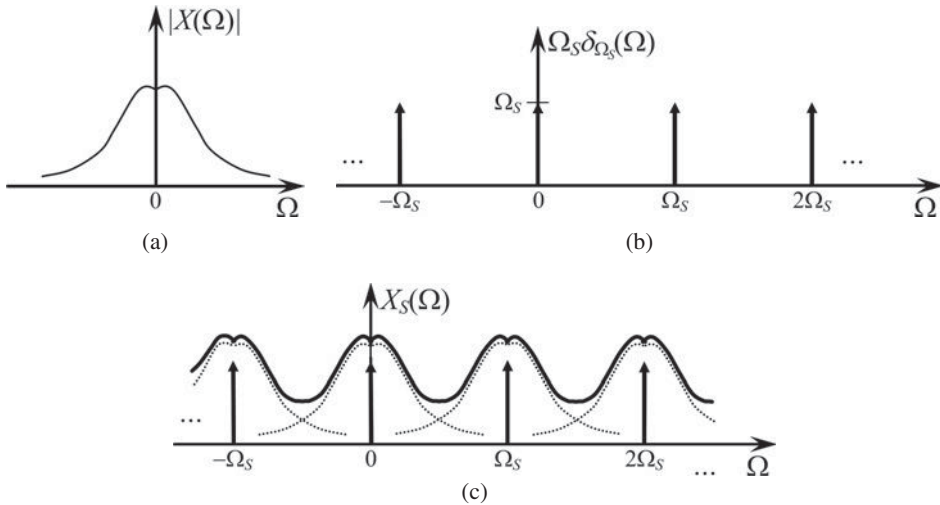 |X(Ω)|
0
Ω
(a)
Ω_S δ_{Ω_S}(Ω)
Ω_S
...
...
−Ω_S
0
Ω_S
2Ω_S
Ω
(b)
X_S(Ω)
...
−Ω_S
0
Ω_S
2Ω_S
...
Ω
(c)